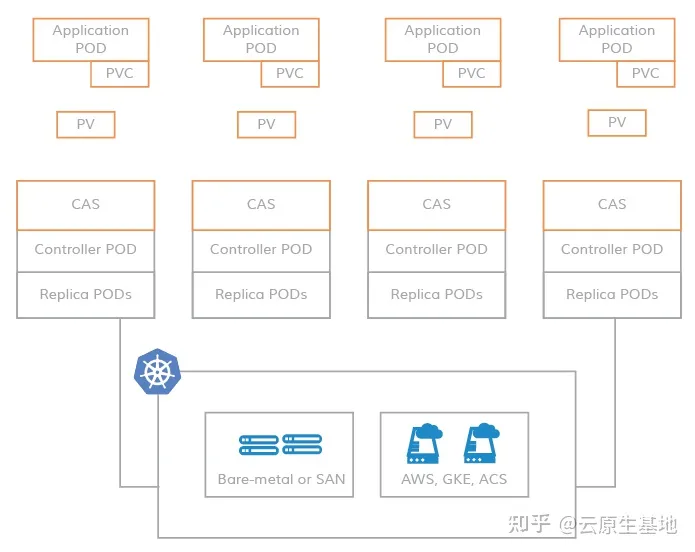 Application
POD
PVC
Application
POD
PVC
Application
POD
PVC
Application
POD
PVC
PV
PV
PV
PV
CAS
CAS
CAS
CAS
Controller POD
Controller POD
Controller POD
Controller POD
Replica PODs
Replica PODs
Replica PODs
Replica PODs
Bare-metal or SAN
AWS, GKE, ACS
知乎 @云原生基地